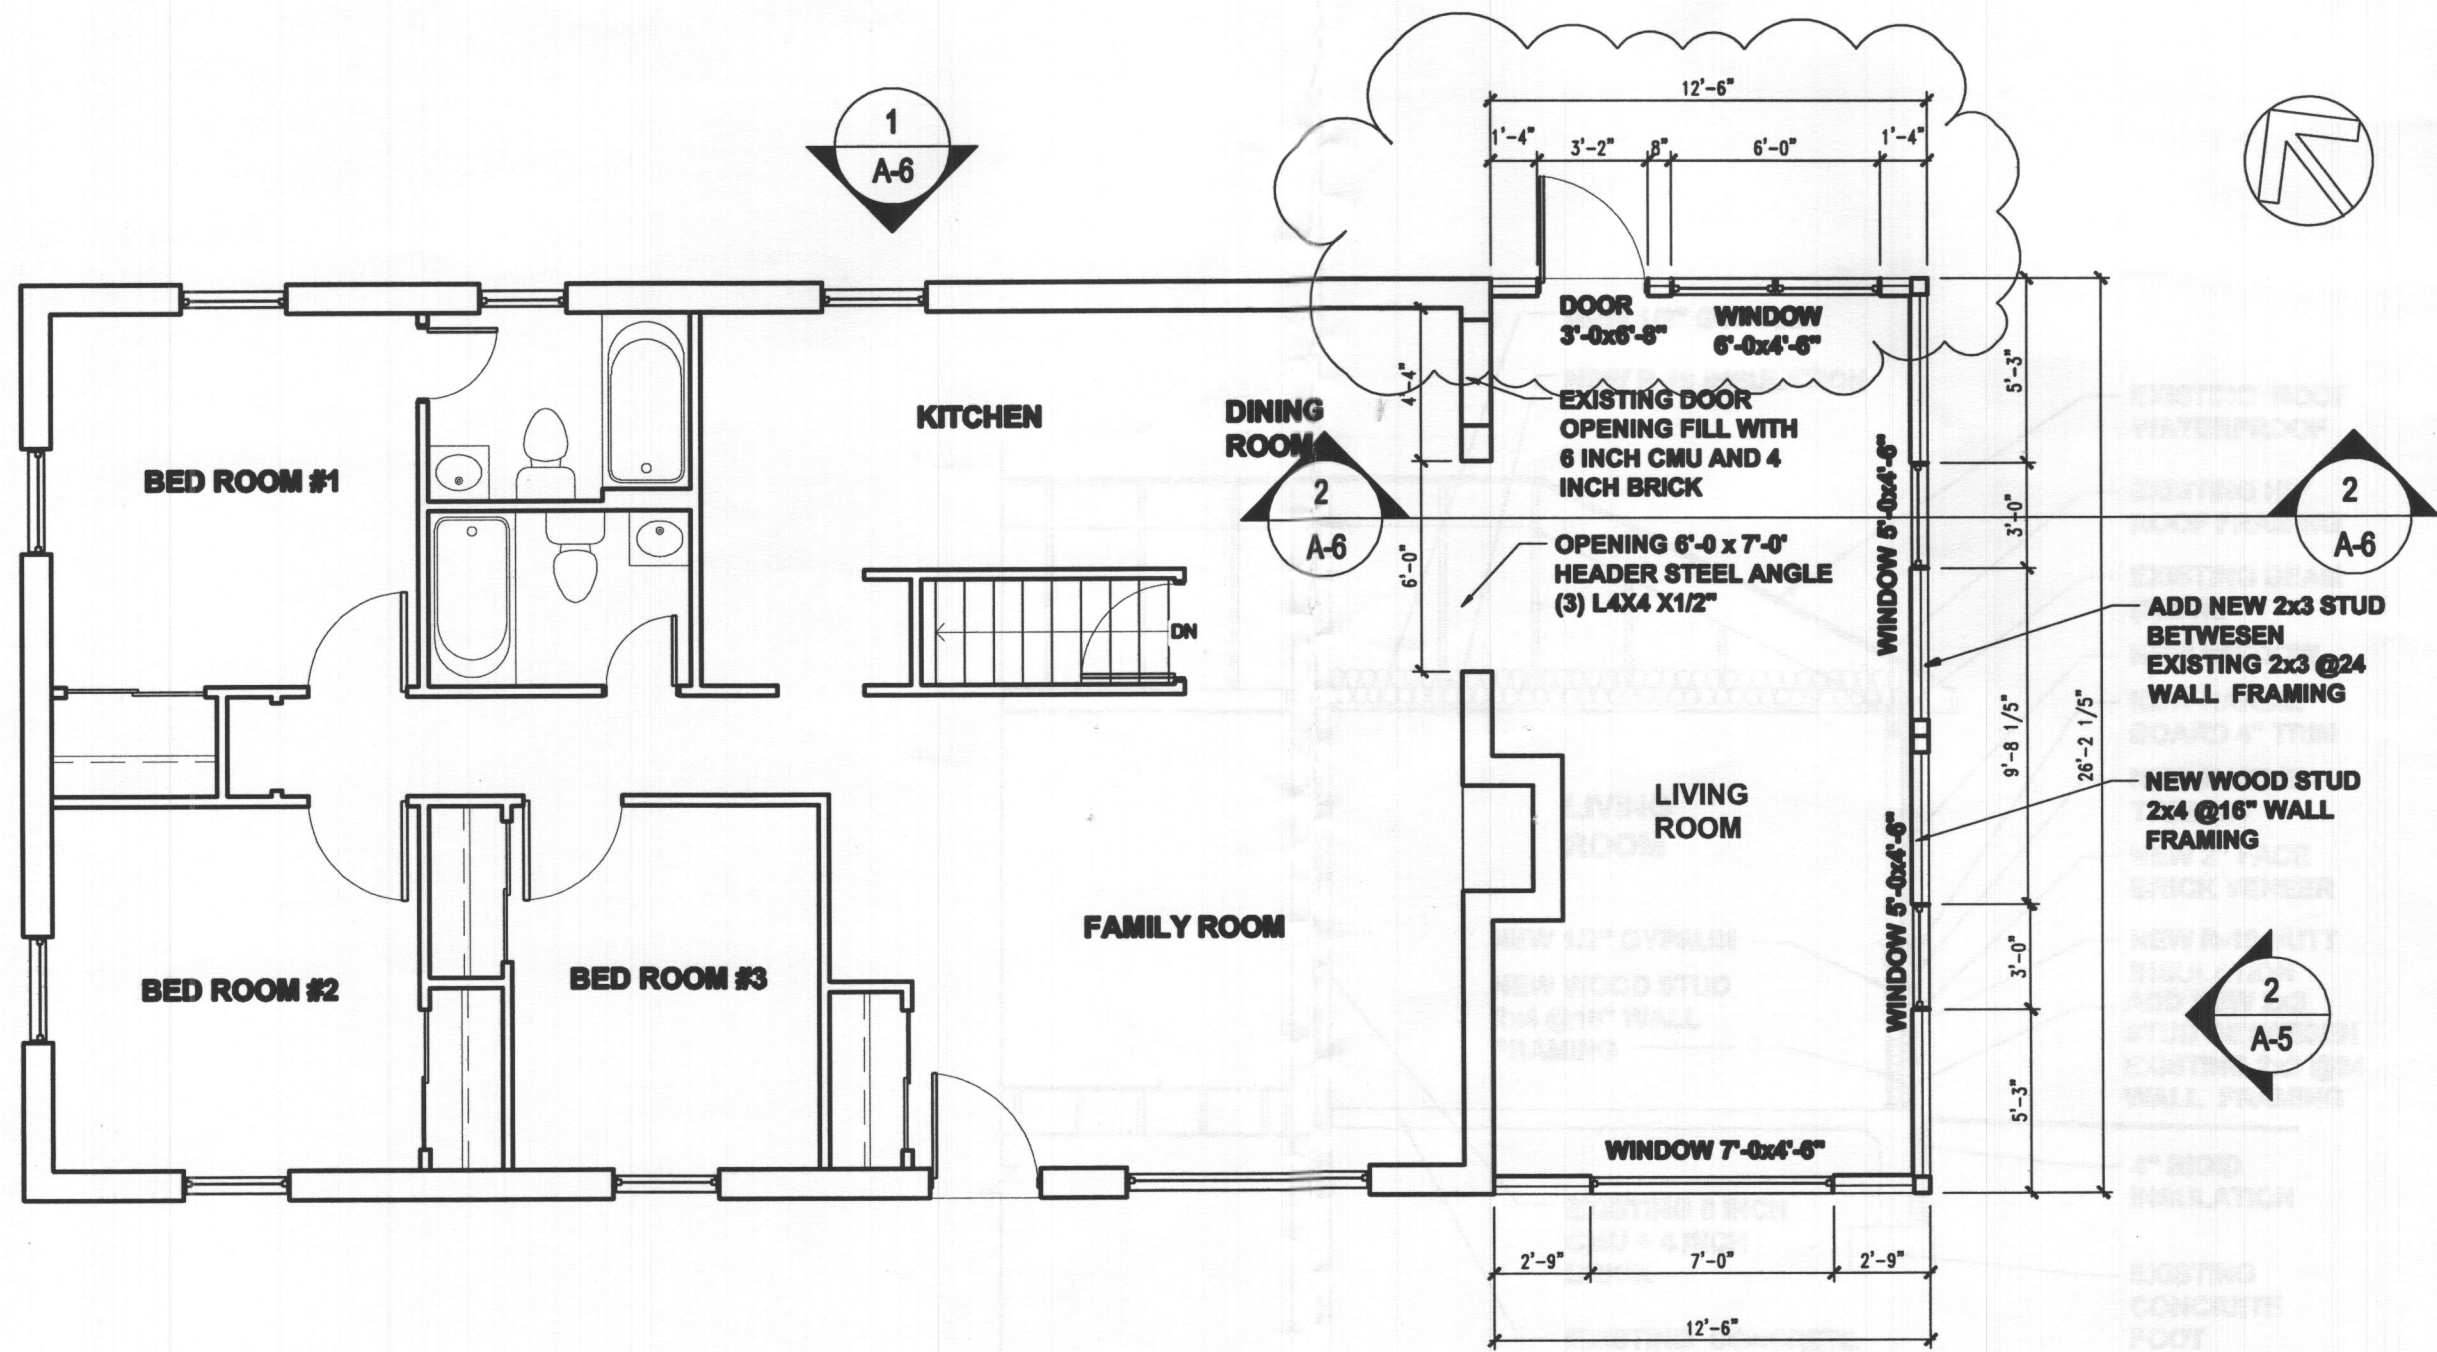 12'-6"
1'-4"
3'-2"
8"
6'-0"
1'-4"
1
A-6
DOOR
3'-0x6'-8"
WINDOW
6'-0x4'-6"
EXISTING DOOR
OPENING FILL WITH
6 INCH CMU AND 4
INCH BRICK
4'-4"
6'-0"
KITCHEN
DINING
ROOM
BED ROOM #1
2
A-6
OPENING 6'-0 x 7'-0'
HEADER STEEL ANGLE
(3) L4X4 X1/2"
DN
WINDOW 5'-0x4'-6"
5'-3"
3'-0"
9'-8 1/5"
3'-0"
5'-3"
26'-2 1/5"
2
A-6
ADD NEW 2x3 STUD
BETWESEN
EXISTING 2x3 @24
WALL FRAMING
NEW WOOD STUD
2x4 @16" WALL
FRAMING
LIVING
ROOM
WINDOW 5'-0x4'-6"
FAMILY ROOM
BED ROOM #2
BED ROOM #3
2
A-5
WINDOW 7'-0x4'-6"
2'-9"
7'-0"
2'-9"
12'-6"